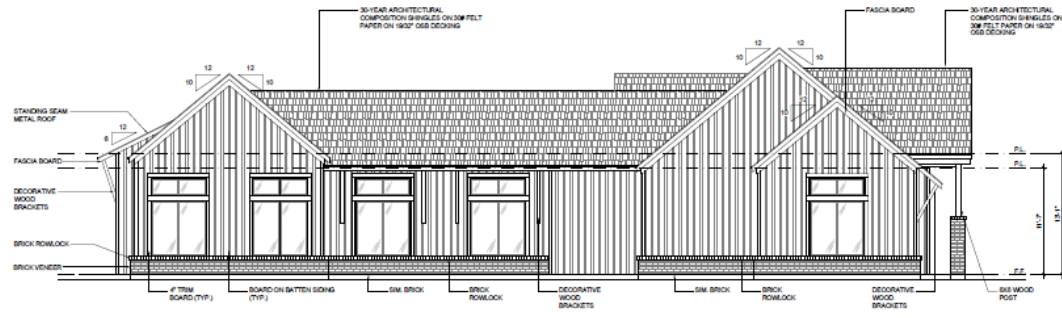 30-YEAR ARCHITECTURAL
COMPOSITION SHINGLES ON 30# FELT
PAPER ON 19/32" OSB DECKING
FASCIA BOARD
30-YEAR ARCHITECTURAL
COMPOSITION SHINGLES ON
30# FELT PAPER ON 19/32"
OSB DECKING
12
12
10
10
12
12
10
10
12
10
STANDING SEAM
METAL ROOF
12
6
FASCIA BOARD
DECORATIVE
WOOD
BRACKETS
BRICK ROWLOCK
BRICK VENEER
P.L.
P.L.
11'-7"
13'-1"
F.F.
4" TRIM
BOARD (TYP.)
BOARD ON BATTEN SIDING
(TYP.)
SIM. BRICK
BRICK
ROWLOCK
DECORATIVE
WOOD
BRACKETS
SIM. BRICK
BRICK
ROWLOCK
DECORATIVE
WOOD
BRACKETS
6X6 WOOD
POST